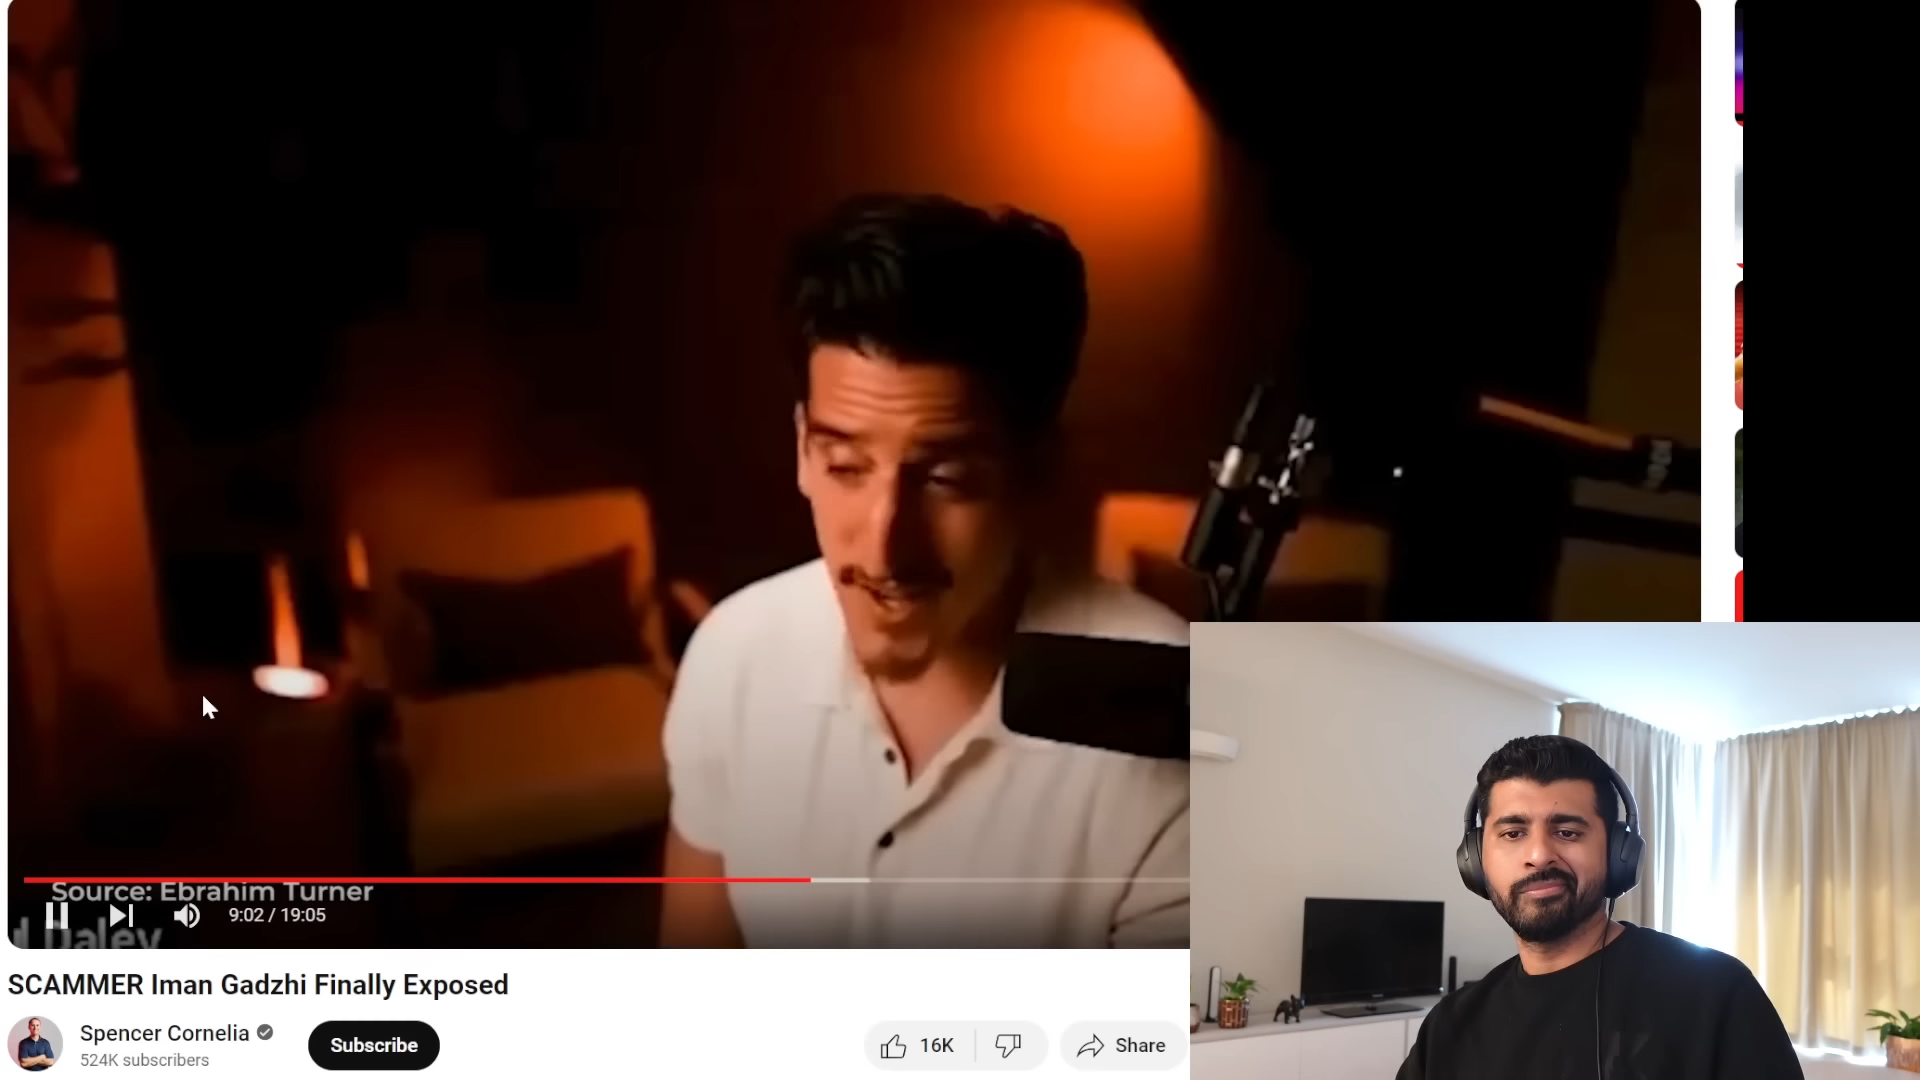 Source: Ebrahim Turner
9:02 / 19:05
Daley
SCAMMER Iman Gadzhi Finally Exposed
Spencer Cornelia
524K subscribers
Subscribe
16K
Share